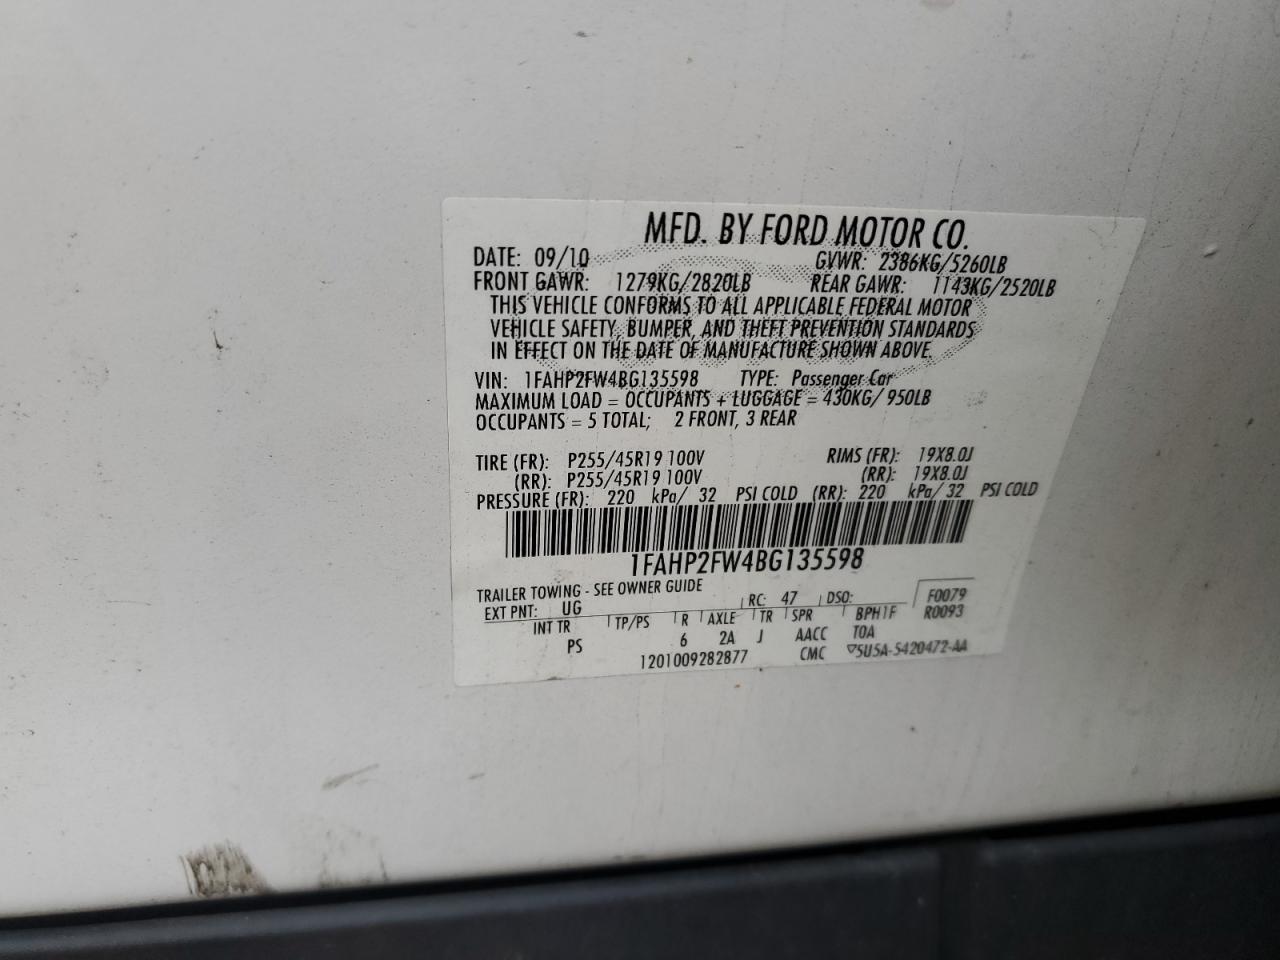 MFD. BY FORD MOTOR CO.
DATE: 09/10 GVWR: 2386KG/5260LB
FRONT GAWR: 1279KG/2820LB REAR GAWR: 1143KG/2520LB
THIS VEHICLE CONFORMS TO ALL APPLICABLE FEDERAL MOTOR
VEHICLE SAFETY, BUMPER, AND THEFT PREVENTION STANDARDS
IN EFFECT ON THE DATE OF MANUFACTURE SHOWN ABOVE.
VIN: 1FAHP2FW4BG135598 TYPE: Passenger Car
MAXIMUM LOAD = OCCUPANTS + LUGGAGE = 430KG/ 950LB
OCCUPANTS = 5 TOTAL; 2 FRONT, 3 REAR
TIRE (FR): P255/45R19 100V RIMS (FR): 19X8.0J
(RR): P255/45R19 100V (RR): 19X8.0J
PRESSURE (FR): 220 kPa/ 32 PSI COLD (RR): 220 kPa/ 32 PSI COLD
1FAHP2FW4BG135598
TRAILER TOWING - SEE OWNER GUIDE
EXT PNT: UG RC: 47 DSO: F0079
INT TR TP/PS R AXLE TR SPR BPH1F R0093
PS 6 2A J AACC TOA
1201009282877 CMC ▽5U5A-5420472-AA